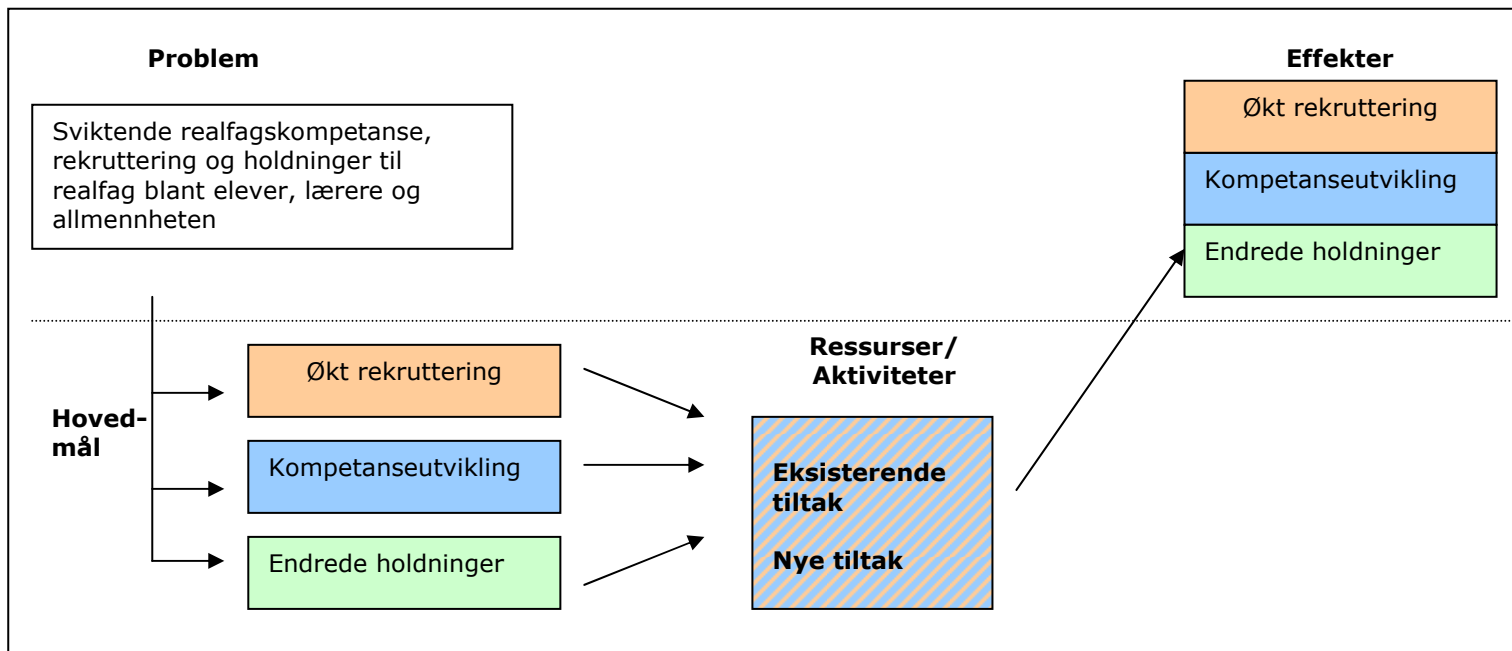 Problem
Sviktende realfagskompetanse,
rekruttering og holdninger til
realfag blant elever, lærere og
allmennheten
Effekter
Økt rekruttering
Kompetanseutvikling
Endrede holdninger
Hoved-
mål
Økt rekruttering
Kompetanseutvikling
Endrede holdninger
Ressurser/
Aktiviteter
Eksisterende
tiltak
Nye tiltak